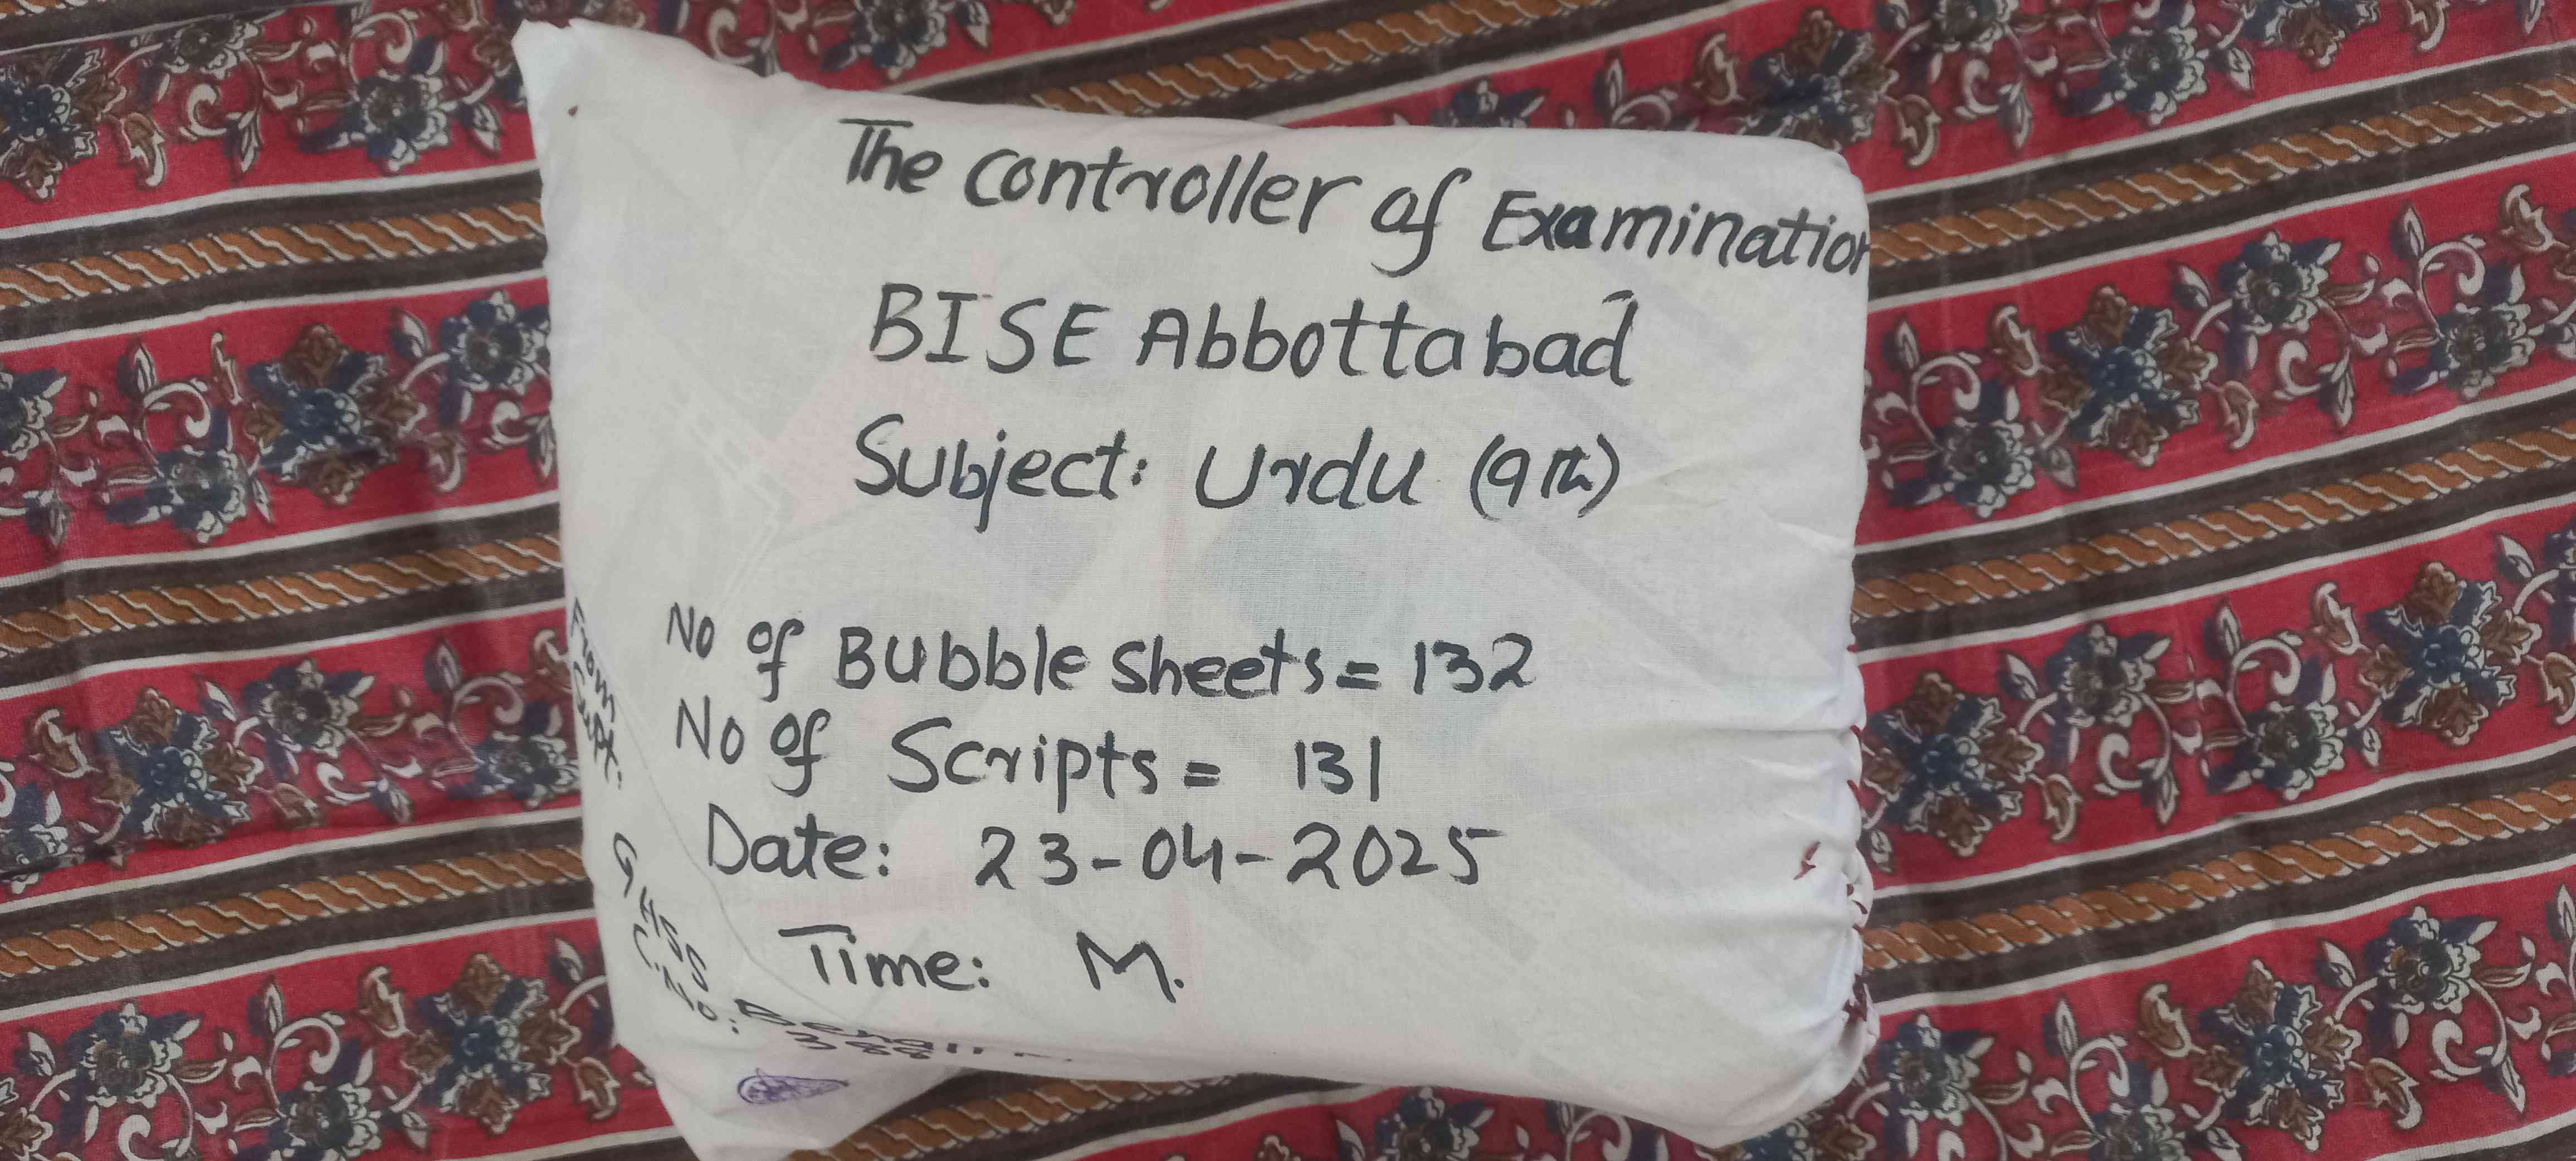 The Controller of Examination
BISE Abbottabad
Subject: Urdu (9th)
No of Bubble Sheets = 132
No of Scripts = 131
Date: 23-04-2025
Time: M.
From
Supt.
GHSS
C.No: